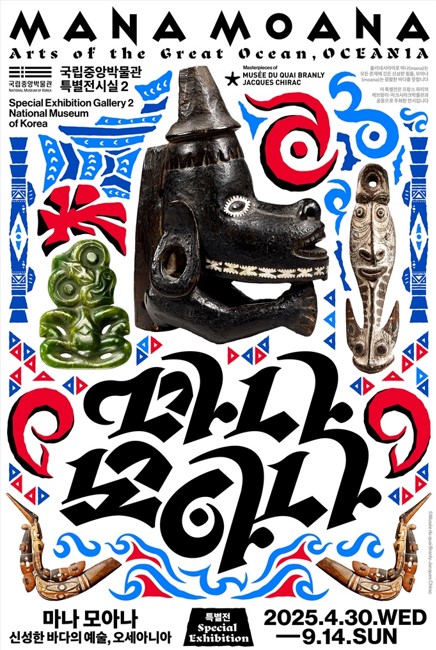 MANA MOANA
Arts of the Great Ocean, OCEANIA
국립중앙박물관
NATIONAL MUSEUM OF KOREA
국립중앙박물관
특별전시실 2
Special Exhibition Gallery 2
National Museum
of Korea
Masterpieces of
MUSÉE DU QUAI BRANLY
JACQUES CHIRAC
마나
모아나
마나 모아나
신성한 바다의 예술, 오세아니아
특별전
Special
Exhibition
2025.4.30.WED
—9.14.SUN